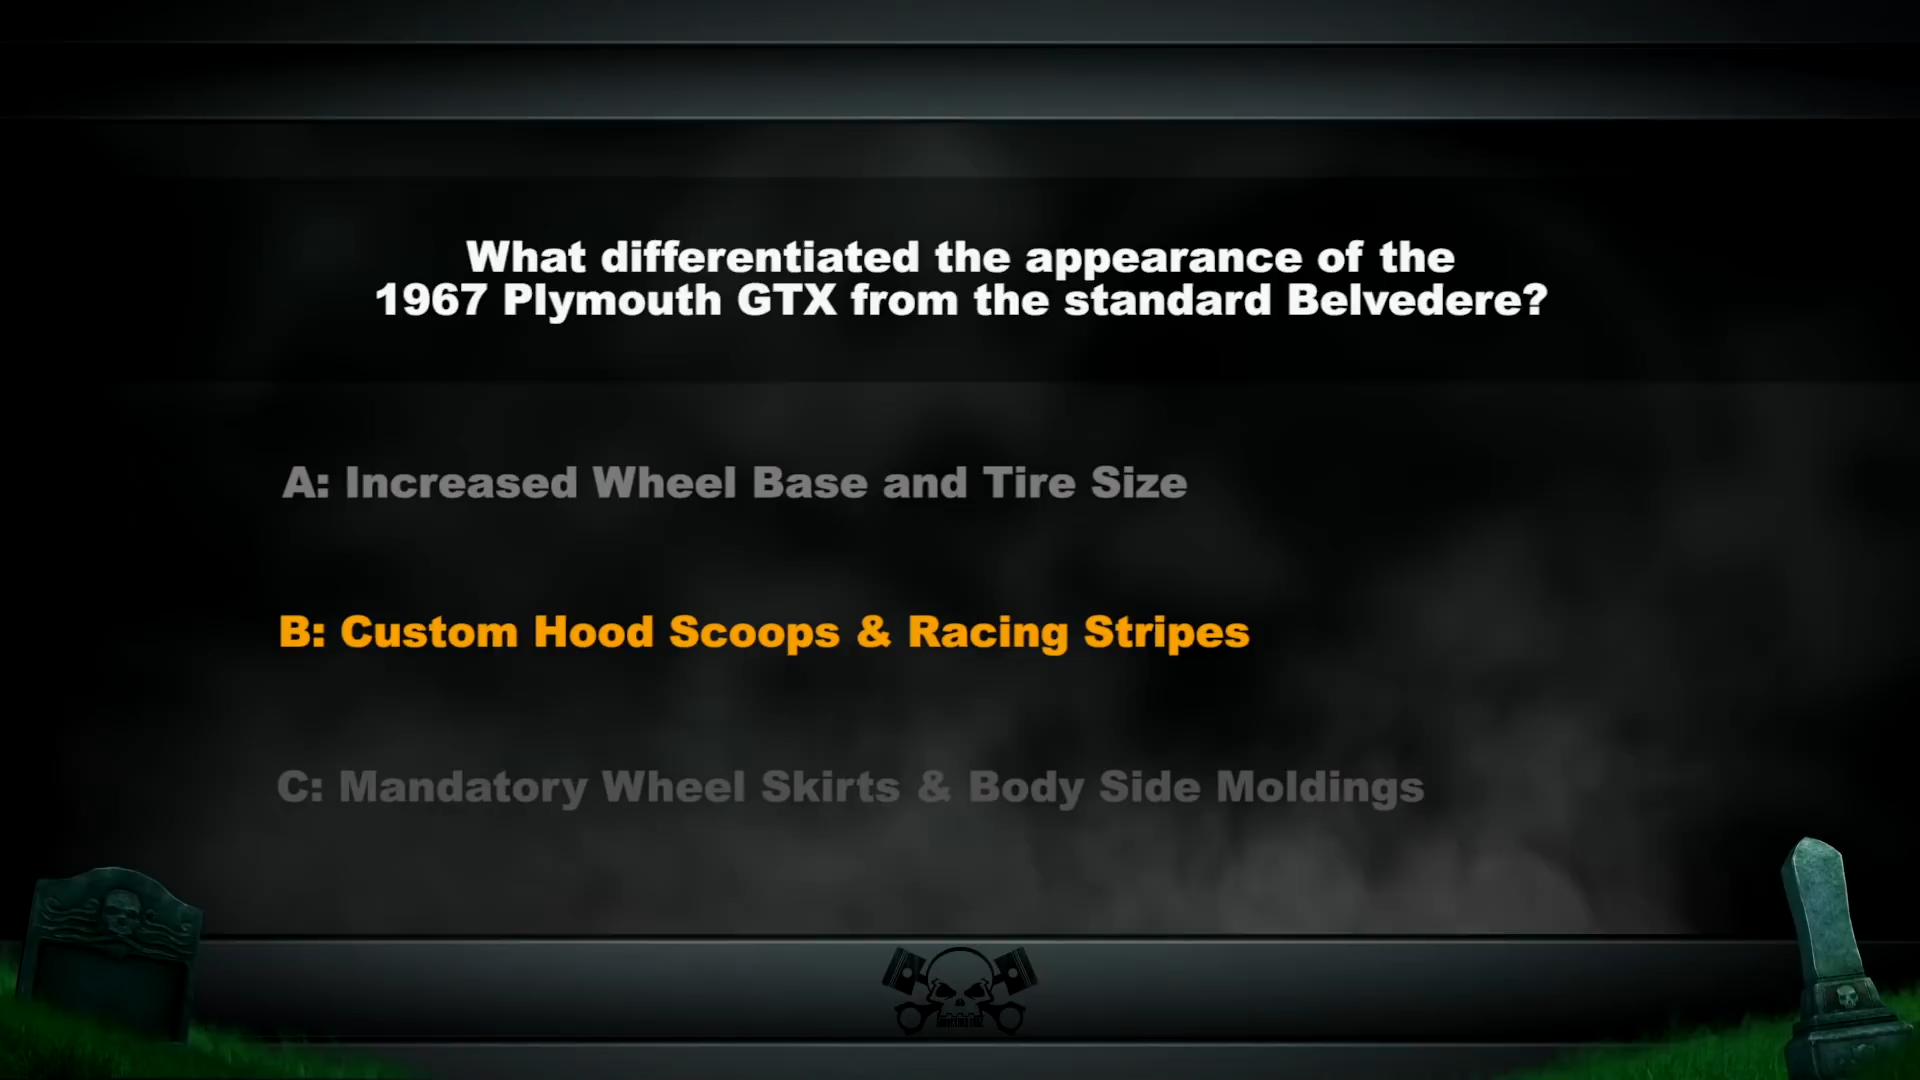 What differentiated the appearance of the
1967 Plymouth GTX from the standard Belvedere?
A: Increased Wheel Base and Tire Size
B: Custom Hood Scoops & Racing Stripes
C: Mandatory Wheel Skirts & Body Side Moldings